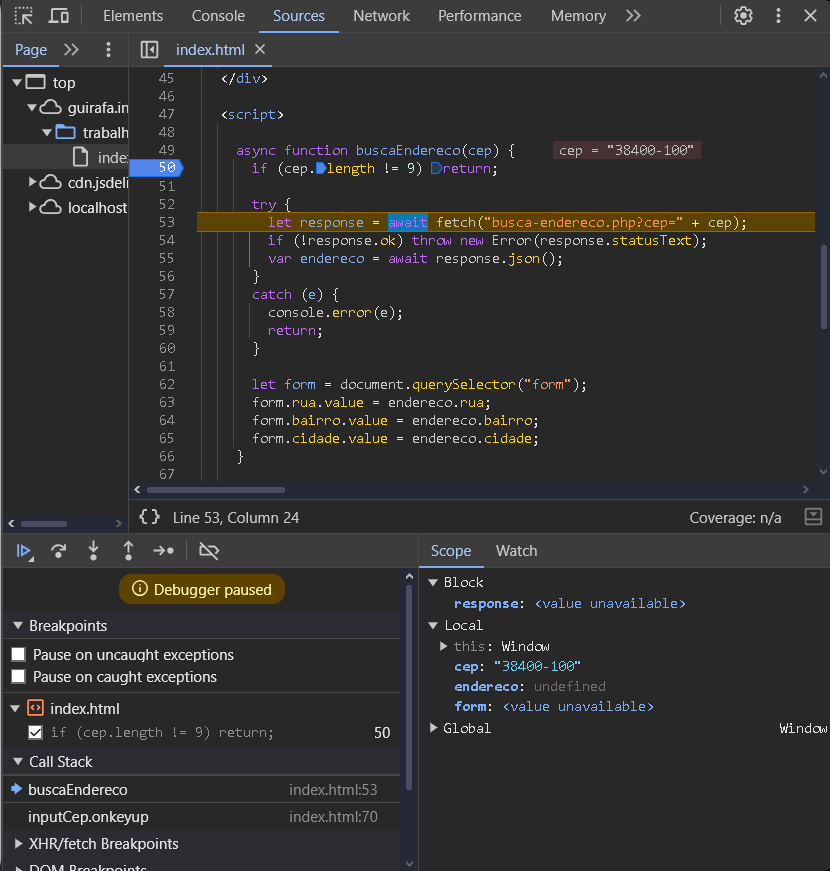 Elements Console Sources Network Performance Memory
Page index.html
top
guirafa.in
trabalh
inde
cdn.jsdeli
localhost
45 </div>
46
47 <script>
48
49 async function buscaEndereco(cep) { cep = "38400-100"
50 if (cep.length != 9) return;
51
52 try {
53 let response = await fetch("busca-endereco.php?cep=" + cep);
54 if (!response.ok) throw new Error(response.statusText);
55 var endereco = await response.json();
56 }
57 catch (e) {
58 console.error(e);
59 return;
60 }
61
62 let form = document.querySelector("form");
63 form.rua.value = endereco.rua;
64 form.bairro.value = endereco.bairro;
65 form.cidade.value = endereco.cidade;
66 }
67
{} Line 53, Column 24 Coverage: n/a
Debugger paused
Breakpoints
Pause on uncaught exceptions
Pause on caught exceptions
index.html
if (cep.length != 9) return; 50
Call Stack
buscaEndereco index.html:53
inputCep.onkeyup index.html:70
XHR/fetch Breakpoints
DOM Breakpoints
Scope Watch
Block
response: <value unavailable>
Local
this: Window
cep: "38400-100"
endereco: undefined
form: <value unavailable>
Global Window